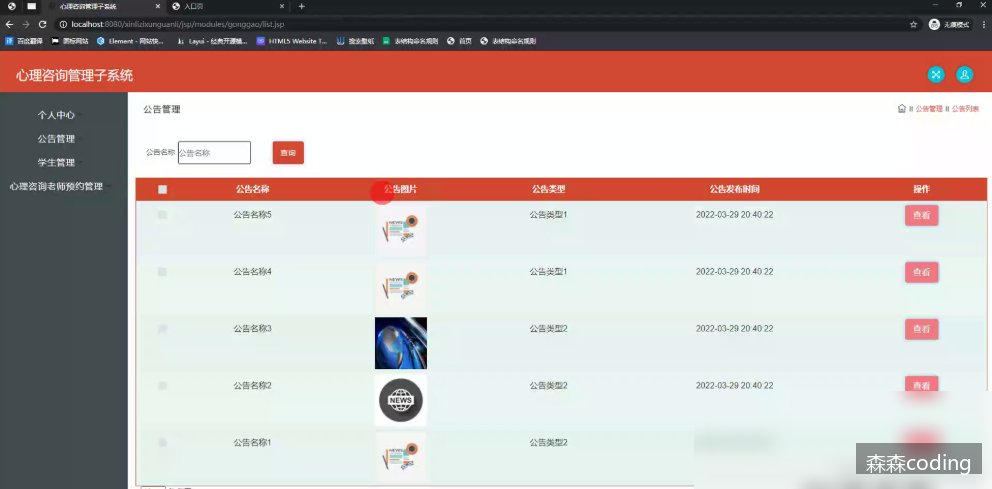 心理咨询管理子系统
入口页
localhost:8080/xinlizixunguanli/jsp/modules/gonggao/list.jsp
无痕模式
百度翻译 图标网站 Element - 网站快... Layui - 经典开源模... HTML5 Website T... 搜业壁纸 表结构命名规则 首页 表结构命名规则
心理咨询管理子系统
个人中心
公告管理
学生管理
心理咨询老师预约管理
公告管理
公告管理 公告列表
公告名称 公告名称 查询
公告名称 公告图片 公告类型 公告发布时间 操作
公告名称5 NEWS 公告类型1 2022-03-29 20:40:22 查看
公告名称4 NEWS 公告类型1 2022-03-29 20:40:22 查看
公告名称3 公告类型2 2022-03-29 20:40:22 查看
公告名称2 NEWS 公告类型2 2022-03-29 20:40:22 查看
公告名称1 NEWS 公告类型2
森森coding